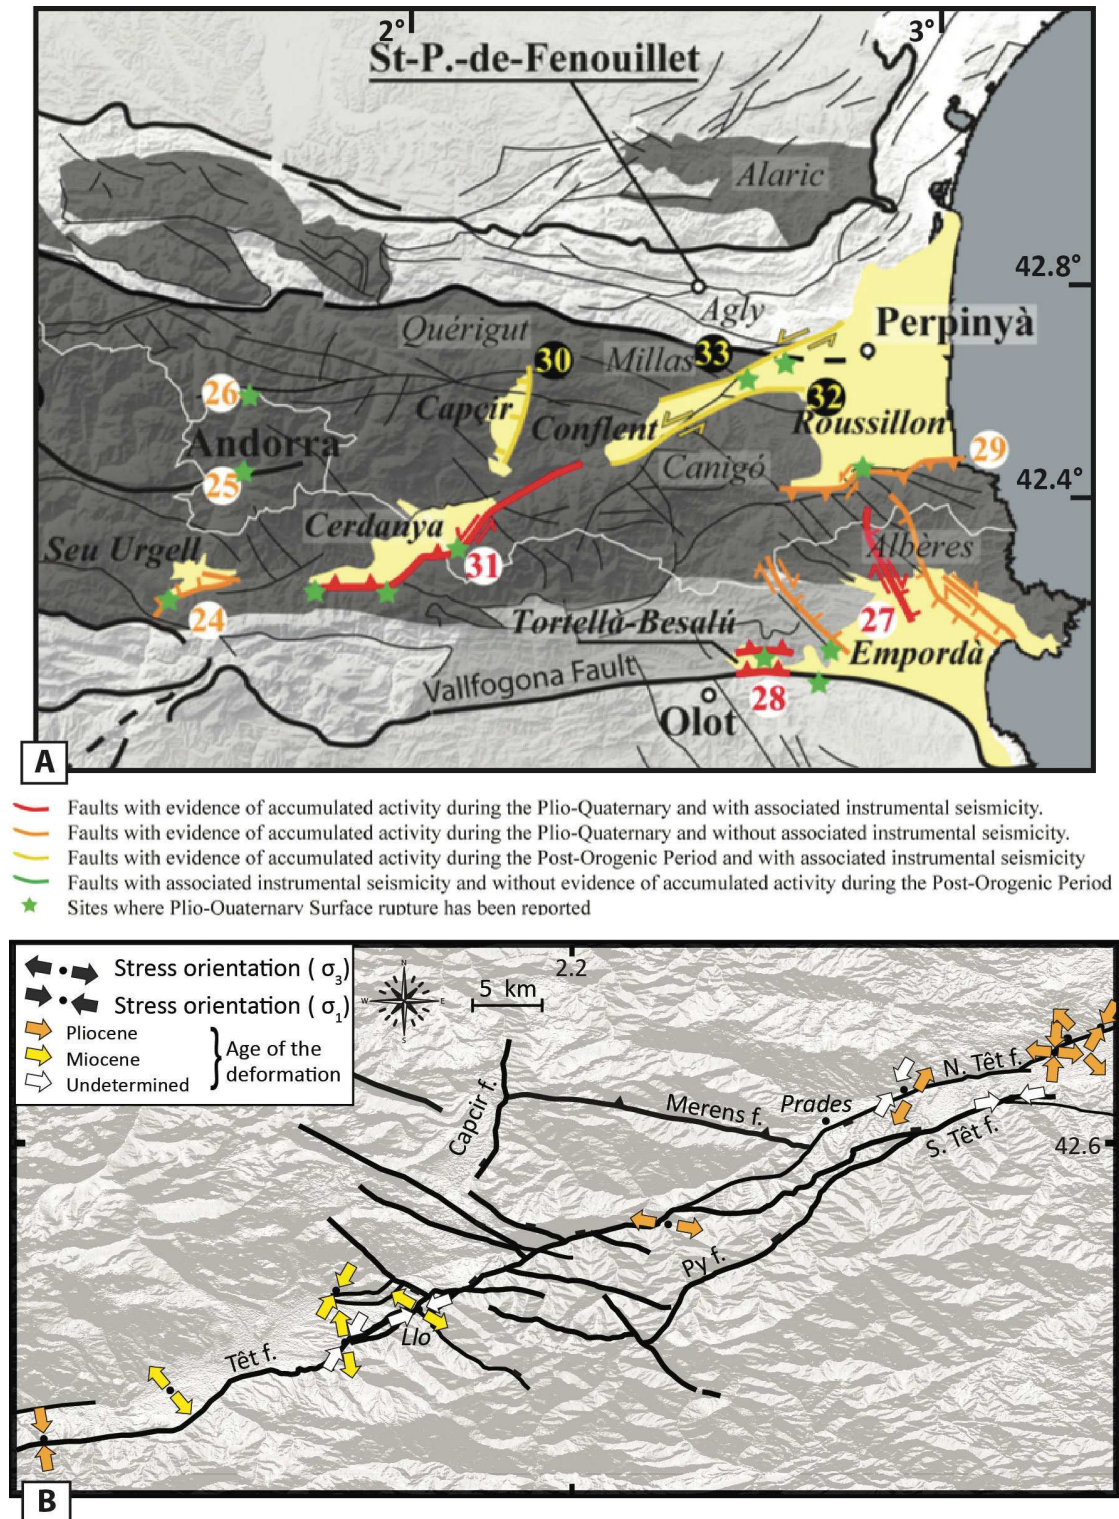 2°
3°
St-P.-de-Fenouillet
Alaric
42.8°
Agly
Perpinyà
Quérigut
30
Millas
33
26
Capçir
32
Conflent
Roussillon
Andorra
29
Canigó
25
42.4°
Cerdanya
Seu Urgell
Albères
31
24
27
Tortellà-Besalú
Empordà
Vallfogona Fault
28
Olot
A
Faults with evidence of accumulated activity during the Plio-Quaternary and with associated instrumental seismicity.
Faults with evidence of accumulated activity during the Plio-Quaternary and without associated instrumental seismicity.
Faults with evidence of accumulated activity during the Post-Orogenic Period and with associated instrumental seismicity
Faults with associated instrumental seismicity and without evidence of accumulated activity during the Post-Orogenic Period
Sites where Plio-Quaternary Surface rupture has been reported
Stress orientation ( σ3)
Stress orientation ( σ1)
Pliocene
Miocene
Undetermined
Age of the
deformation
N
W
E
S
5 km
2.2
N. Têt f.
Capcir f.
Merens f.
Prades
S. Têt f.
42.6
Py f.
Llo
Têt f.
B